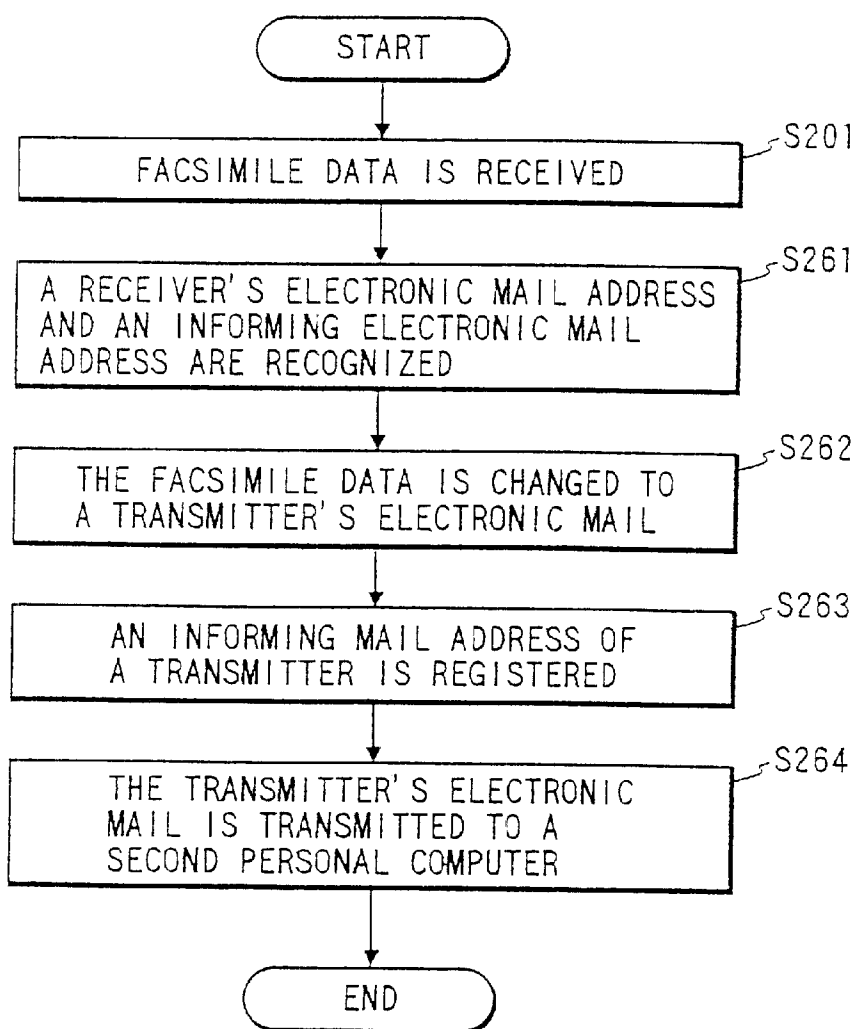 START
S201
FACSIMILE DATA IS RECEIVED
S261
A RECEIVER'S ELECTRONIC MAIL ADDRESS
AND AN INFORMING ELECTRONIC MAIL
ADDRESS ARE RECOGNIZED
S262
THE FACSIMILE DATA IS CHANGED TO
A TRANSMITTER'S ELECTRONIC MAIL
S263
AN INFORMING MAIL ADDRESS OF
A TRANSMITTER IS REGISTERED
S264
THE TRANSMITTER'S ELECTRONIC
MAIL IS TRANSMITTED TO A
SECOND PERSONAL COMPUTER
END